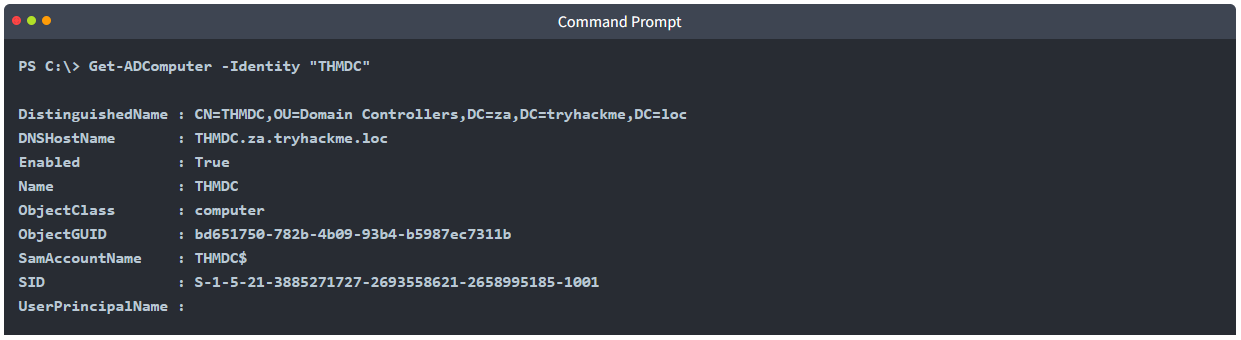 Command Prompt
PS C:\> Get-ADComputer -Identity "THMDC"
DistinguishedName : CN=THMDC,OU=Domain Controllers,DC=za,DC=tryhackme,DC=loc
DNSHostName       : THMDC.za.tryhackme.loc
Enabled           : True
Name              : THMDC
ObjectClass       : computer
ObjectGUID        : bd651750-782b-4b09-93b4-b5987ec7311b
SamAccountName    : THMDC$
SID               : S-1-5-21-3885271727-2693558621-2658995185-1001
UserPrincipalName :